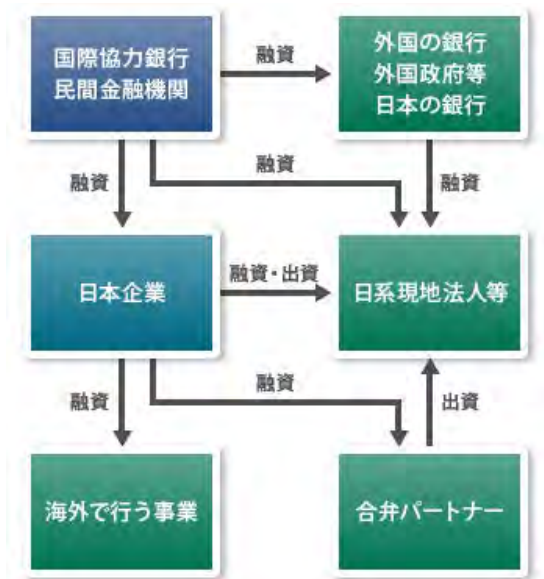 国際協力銀行
民間金融機関
融資
外国の銀行
外国政府等
日本の銀行
融資
融資
融資
日本企業
融資・出資
日系現地法人等
融資
融資
出資
海外で行う事業
合弁パートナー